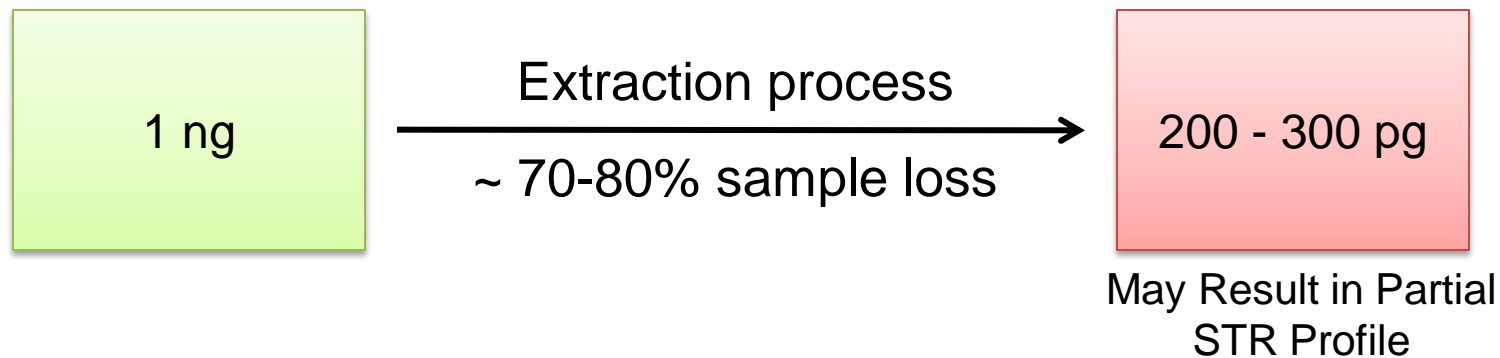 1 ng
Extraction process
~ 70-80% sample loss
200 - 300 pg
May Result in Partial
STR Profile